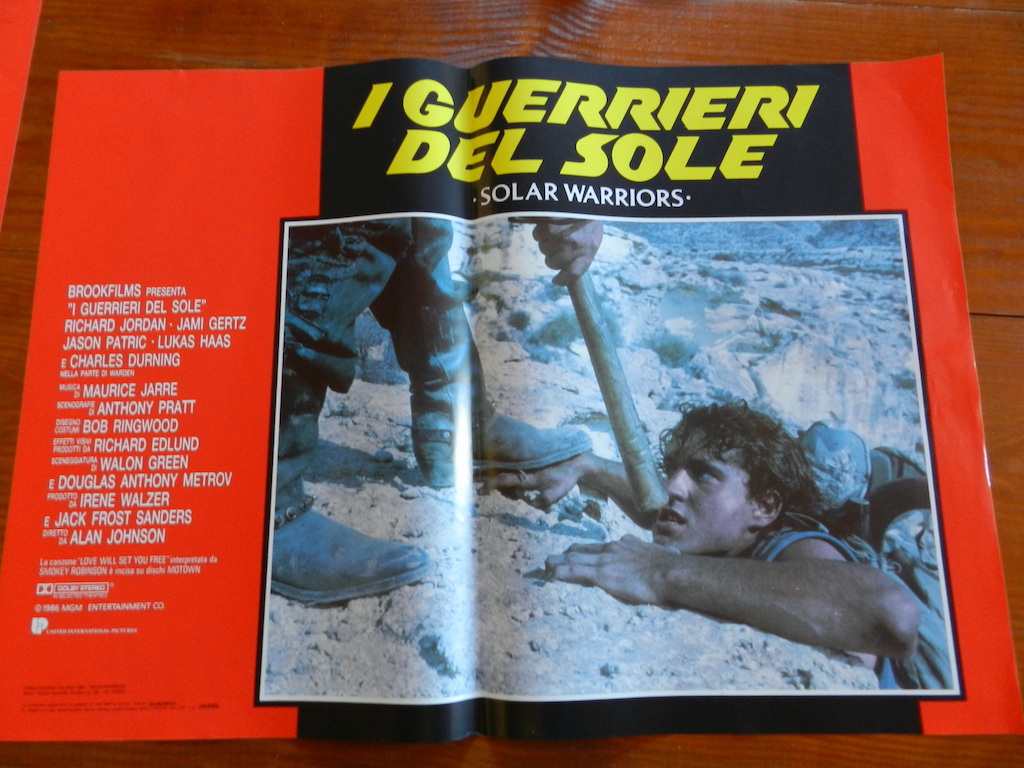 I GUERRIERI
DEL SOLE
·SOLAR WARRIORS·
BROOKFILMS PRESENTA
"I GUERRIERI DEL SOLE"
RICHARD JORDAN · JAMI GERTZ
JASON PATRIC · LUKAS HAAS
E CHARLES DURNING
NELLA PARTE DI WARDEN
MUSICA DI MAURICE JARRE
SCENOGRAFIE DI ANTHONY PRATT
DISEGNO COSTUMI BOB RINGWOOD
EFFETTI VISIVI PRODOTTI DA RICHARD EDLUND
SCENEGGIATURA DI WALON GREEN
E DOUGLAS ANTHONY METROV
PRODOTTO DA IRENE WALZER
E JACK FROST SANDERS
DIRETTO DA ALAN JOHNSON
La canzone "LOVE WILL SET YOU FREE" interpretata da
SMOKEY ROBINSON è incisa su dischi MOTOWN
DOLBY STEREO
IN SELECTED THEATRES
© 1986 MGM ENTERTAINMENT CO.
UNITED INTERNATIONAL PICTURES